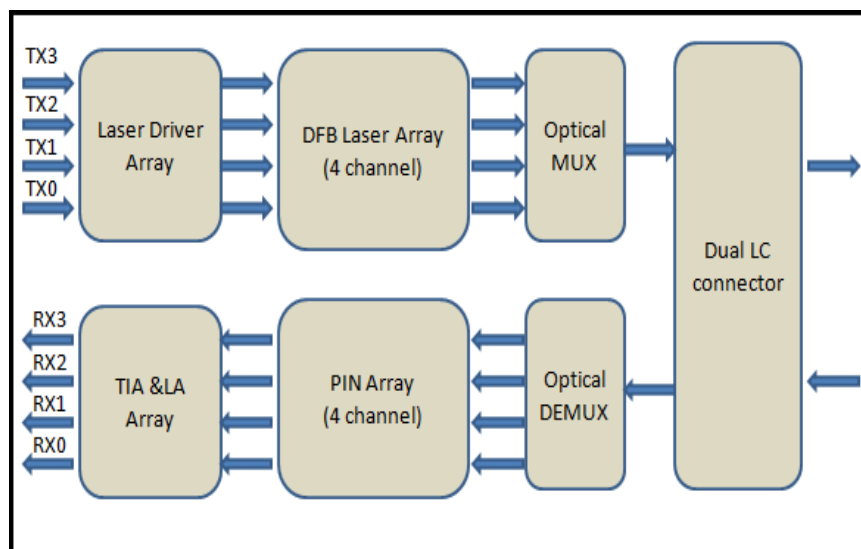 TX3
TX2
TX1
TX0
Laser Driver
Array
DFB Laser Array
(4 channel)
Optical
MUX
Dual LC
connector
RX3
RX2
RX1
RX0
TIA &LA
Array
PIN Array
(4 channel)
Optical
DEMUX